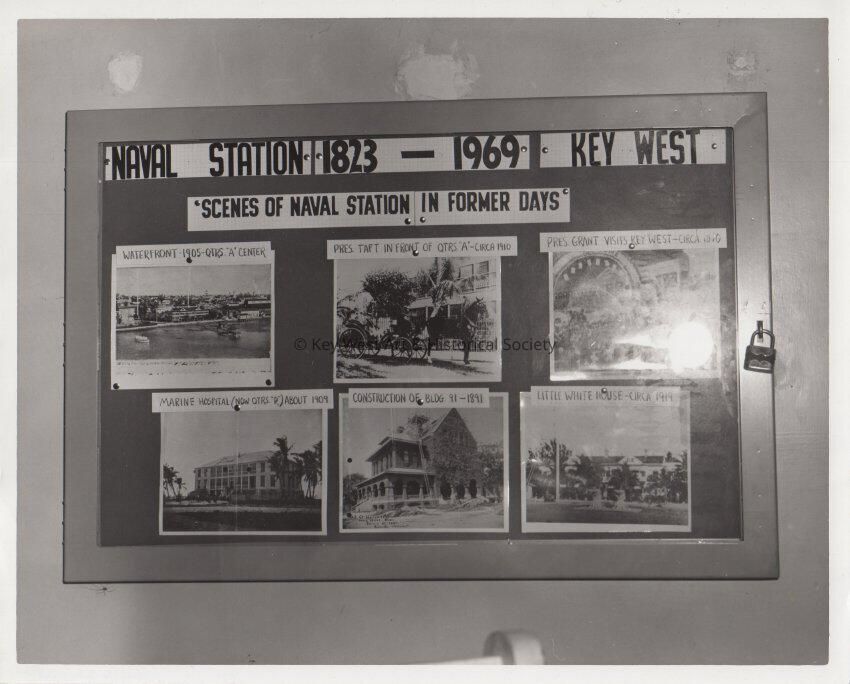 NAVAL STATION 1823 — 1969 KEY WEST
"SCENES OF NAVAL STATION IN FORMER DAYS"
WATERFRONT-1905-QTRS. "A" CENTER
PRES. TAFT IN FRONT OF QTRS. "A"-CIRCA 1910
PRES. GRANT VISITS KEY WEST-CIRCA
© Key West Art & Historical Society
MARINE HOSPITAL (NOW QTRS. "R") ABOUT 1909
CONSTRUCTION OF BLDG. 91-1891
LITTLE WHITE HOUSE-CIRCA 1919